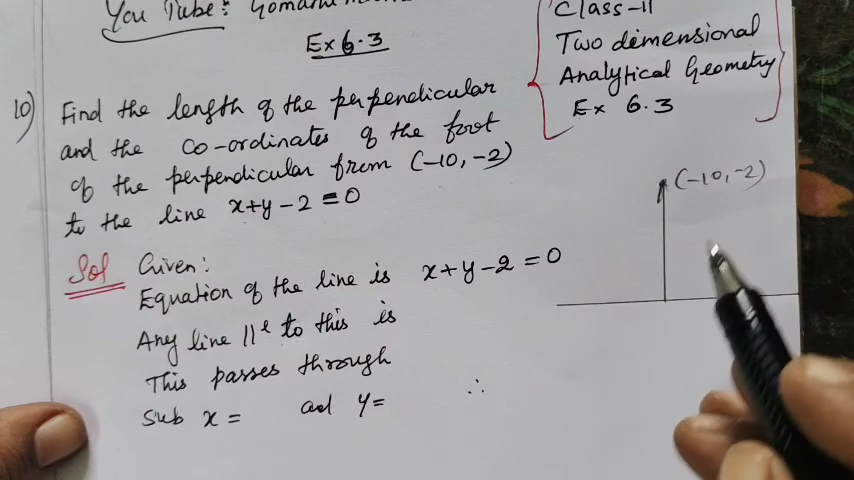 You Tube:
Ex 6.3
Class-11
Two dimensional
Analytical Geometry
Ex 6.3
10) Find the length of the perpendicular
and the co-ordinates of the foot
of the perpendicular from (-10, -2)
to the line x+y-2=0
(-10, -2)
Sol Given:
Equation of the line is x+y-2=0
Any line ||l to this is
This passes through
Sub x= ad y= ∴